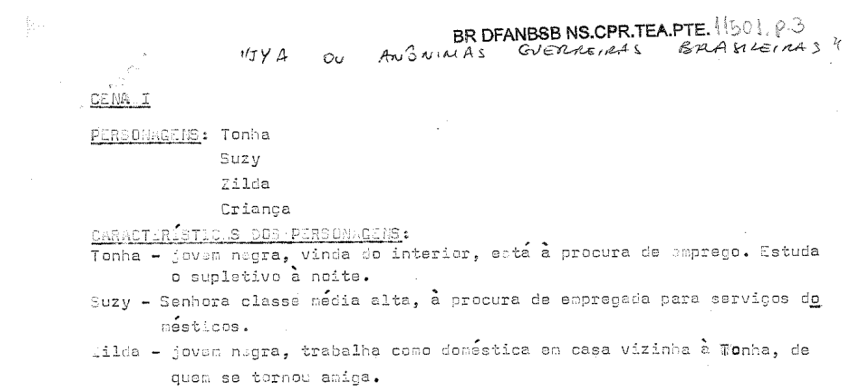 BR DFANBSB NS.CPR.TEA.PTE. 11501, P.3
"IYA OU ANÔNIMAS GUERREIRAS BRASILEIRAS"
CENA I
PERSONAGENS: Tonha
Suzy
Zilda
Criança
CARACTERÍSTICAS DOS PERSONAGENS:
Tonha - jovem negra, vinda do interior, está à procura de emprego. Estuda
o supletivo à noite.
Suzy - Senhora classe média alta, à procura de empregada para serviços do
mésticos.
Zilda - jovem negra, trabalha como doméstica em casa vizinha à Tonha, de
quem se tornou amiga.